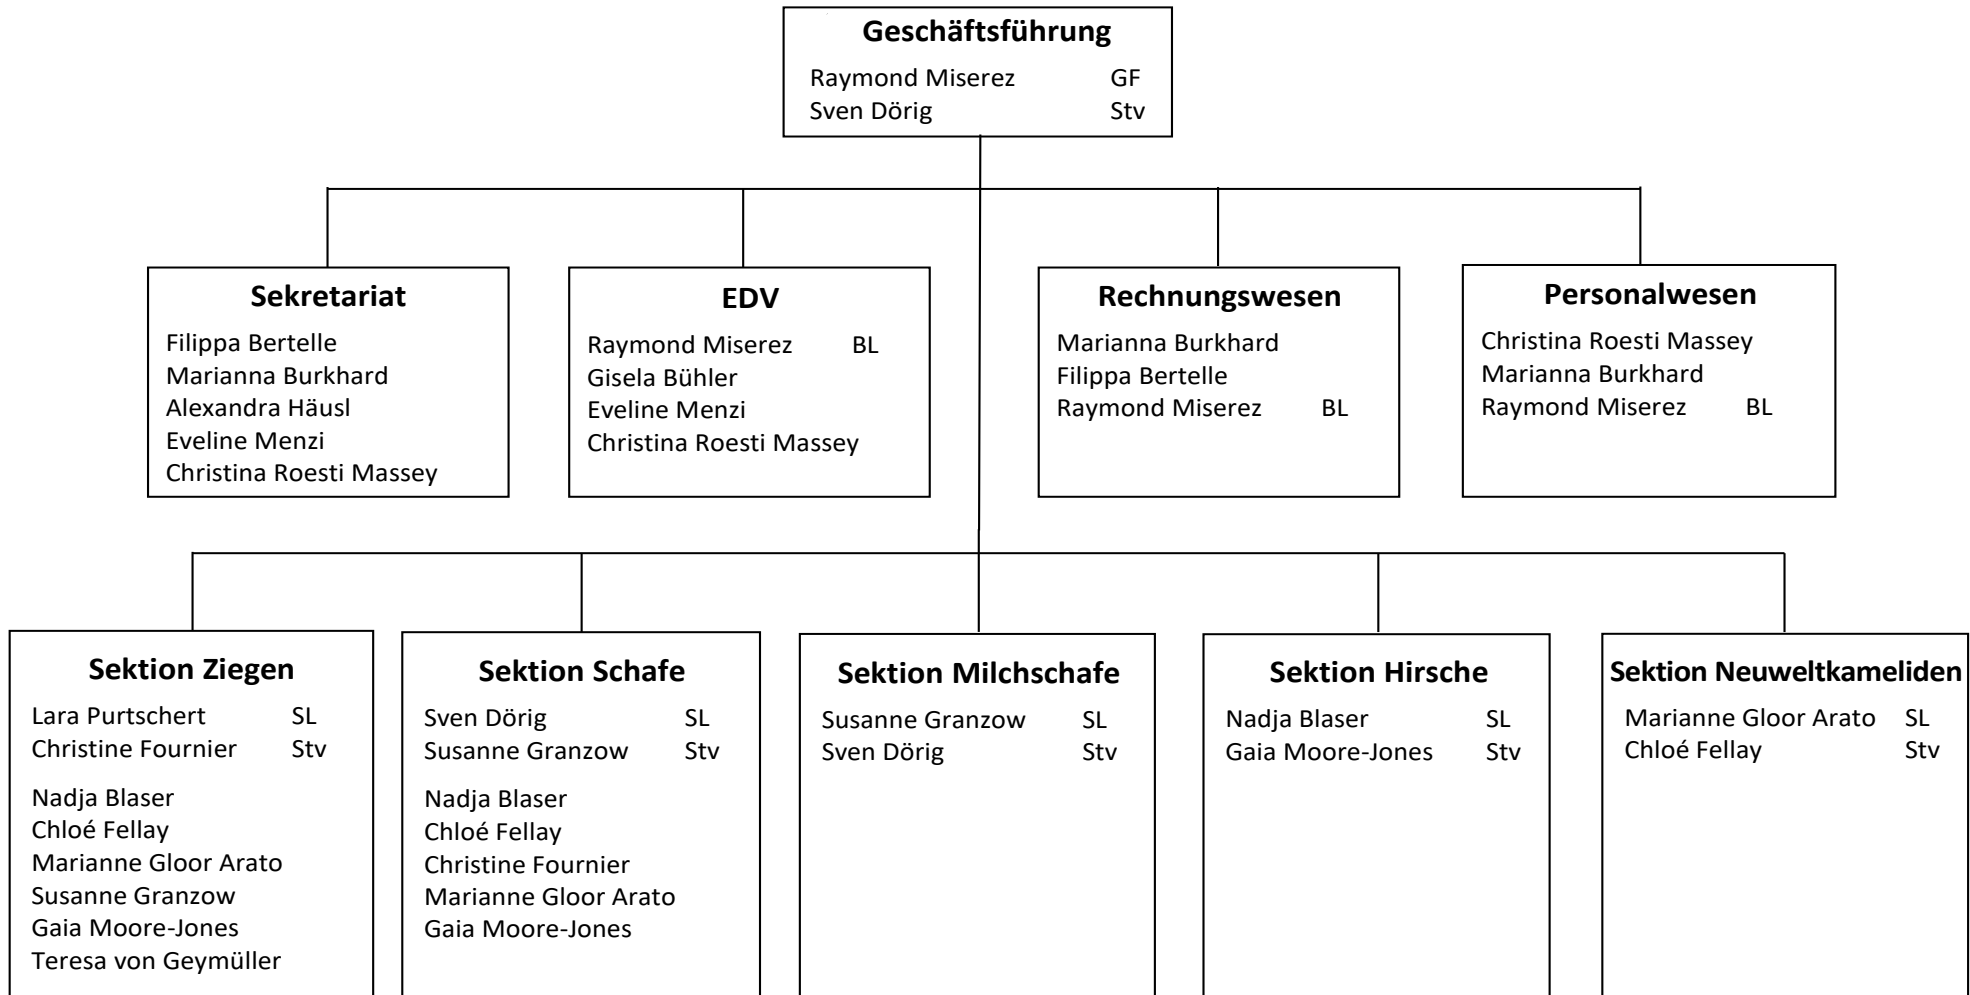 Geschäftsführung
Raymond Miserez GF
Sven Dörig Stv
Sekretariat
Filippa Bertelle
Marianna Burkhard
Alexandra Häusl
Eveline Menzi
Christina Roesti Massey
EDV
Raymond Miserez BL
Gisela Bühler
Eveline Menzi
Christina Roesti Massey
Rechnungswesen
Marianna Burkhard
Filippa Bertelle
Raymond Miserez BL
Personalwesen
Christina Roesti Massey
Marianna Burkhard
Raymond Miserez BL
Sektion Ziegen
Lara Purtschert SL
Christine Fournier Stv
Nadja Blaser
Chloé Fellay
Marianne Gloor Arato
Susanne Granzow
Gaia Moore-Jones
Teresa von Geymüller
Sektion Schafe
Sven Dörig SL
Susanne Granzow Stv
Nadja Blaser
Chloé Fellay
Christine Fournier
Marianne Gloor Arato
Gaia Moore-Jones
Sektion Milchschafe
Susanne Granzow SL
Sven Dörig Stv
Sektion Hirsche
Nadja Blaser SL
Gaia Moore-Jones Stv
Sektion Neuweltkameliden
Marianne Gloor Arato SL
Chloé Fellay Stv